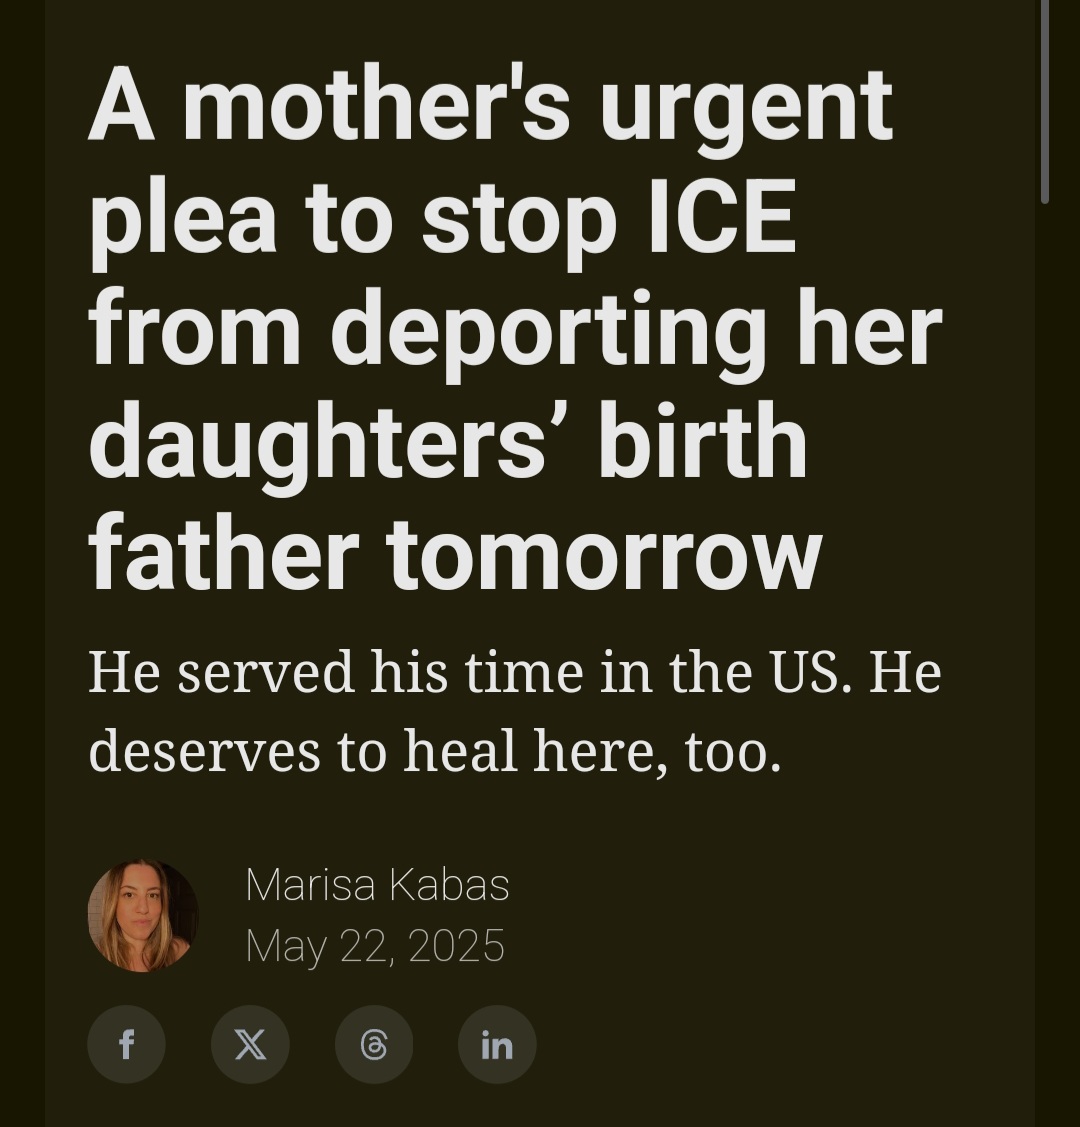 A mother's urgent
plea to stop ICE
from deporting her
daughters’ birth
father tomorrow
He served his time in the US. He
deserves to heal here, too.
Marisa Kabas
May 22, 2025